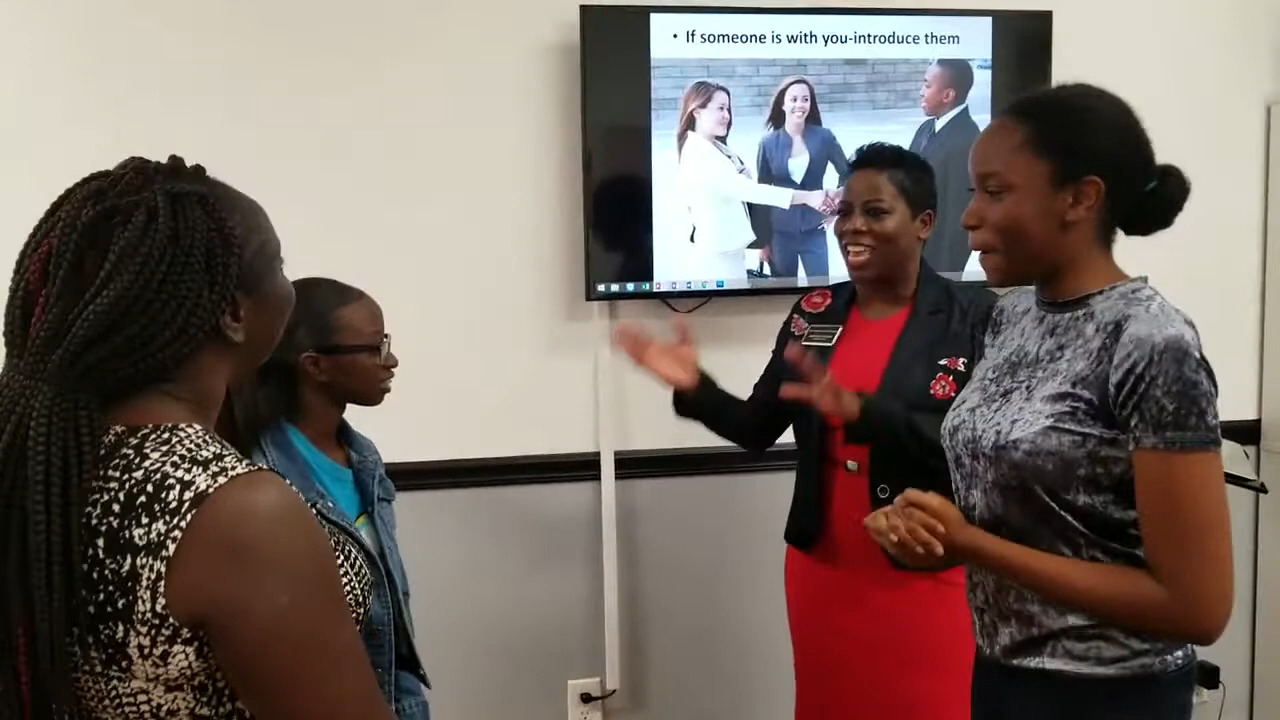 • If someone is with you-introduce them